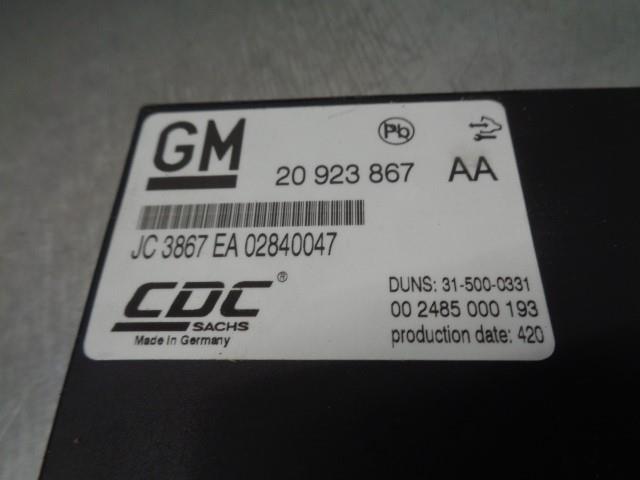 GM
Pb
20 923 867 AA
JC 3867 EA 02840047
CDC®
SACHS
Made in Germany
DUNS: 31-500-0331
00 2485 000 193
production date: 420